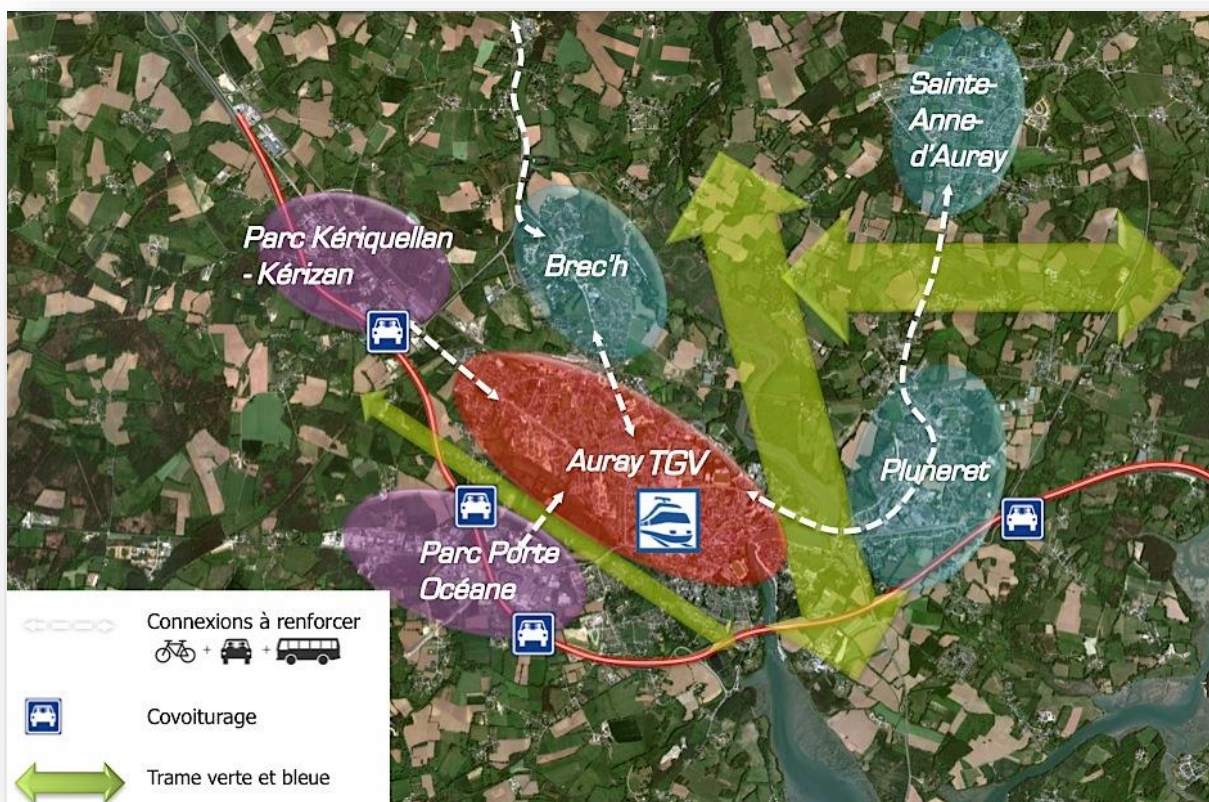 Sainte-
Anne-
d'Auray
Parc Kériquellan
- Kérizan
Brec'h
Auray TGV
Pluneret
Parc Porte
Océane
Connexions à renforcer
+ +
Covoiturage
Trame verte et bleue